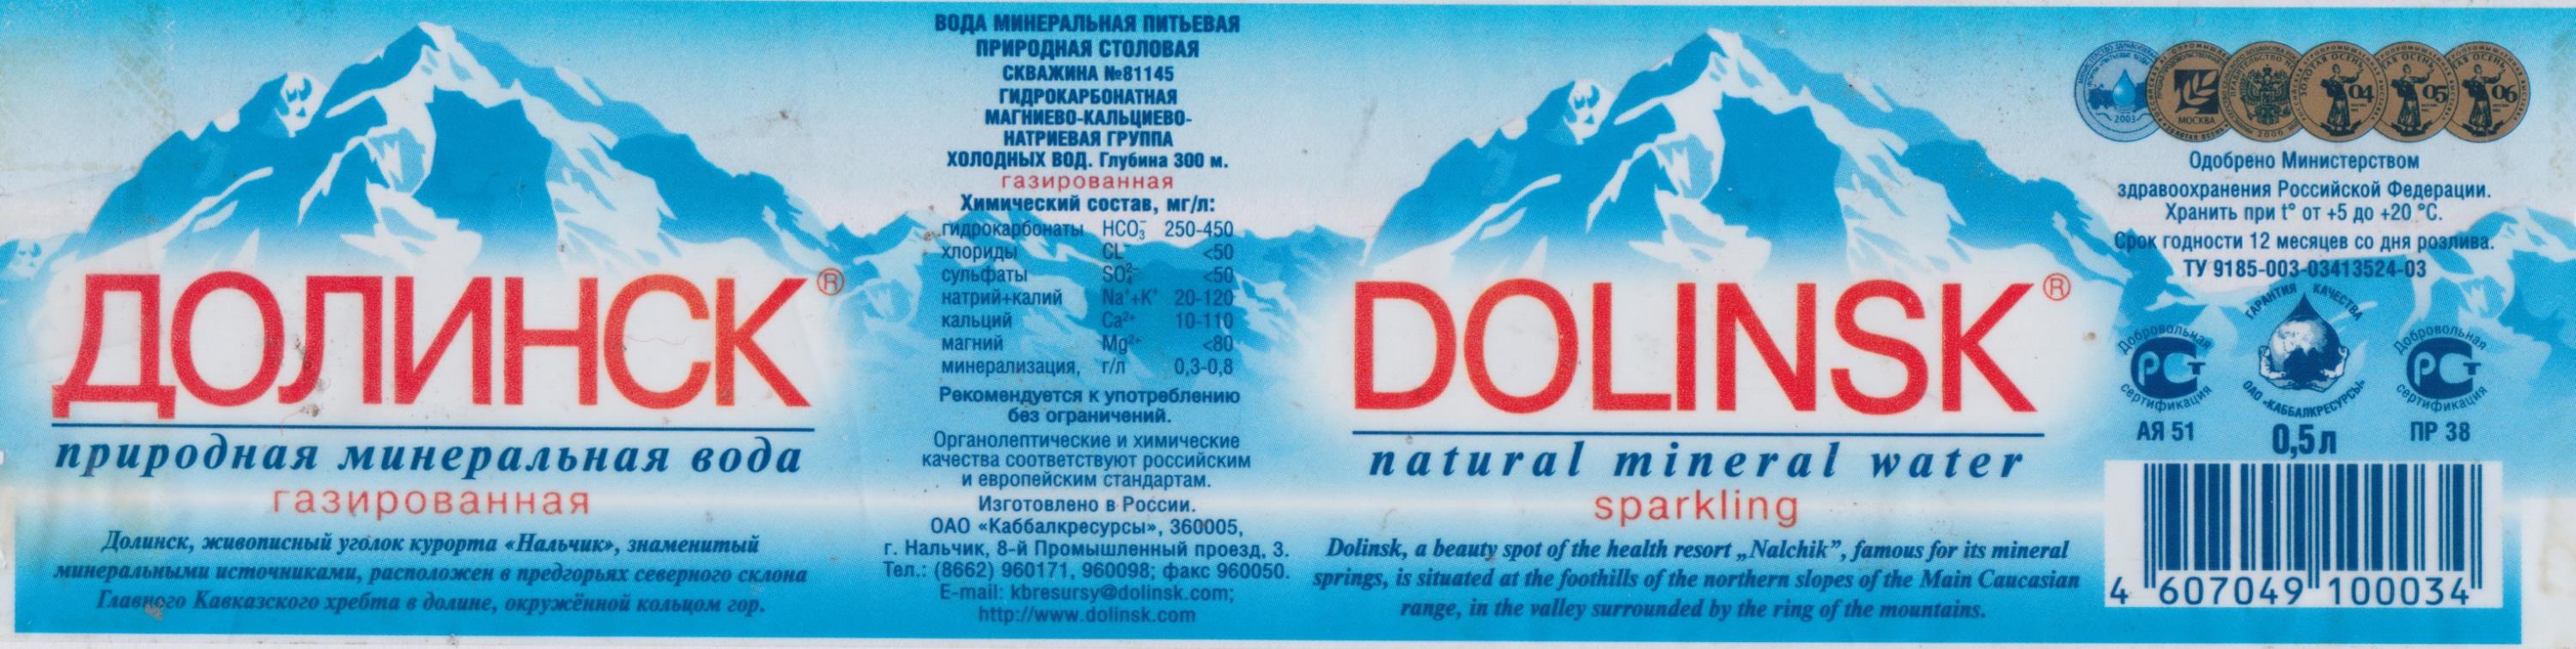 ДОЛИНСК®
природная минеральная вода
газированная
Долинск, живописный уголок курорта «Нальчик», знаменитый
минеральными источниками, расположен в предгорьях северного склона
Главного Кавказского хребта в долине, окружённой кольцом гор.
ВОДА МИНЕРАЛЬНАЯ ПИТЬЕВАЯ
ПРИРОДНАЯ СТОЛОВАЯ
СКВАЖИНА №81145
ГИДРОКАРБОНАТНАЯ
МАГНИЕВО-КАЛЬЦИЕВО-
НАТРИЕВАЯ ГРУППА
ХОЛОДНЫХ ВОД. Глубина 300 м.
газированная
Химический состав, мг/л:
гидрокарбонаты HCO₃⁻ 250-450
хлориды CL⁻ <50
сульфаты SO₄²⁻ <50
натрий+калий Na⁺+K⁺ 20-120
кальций Ca²⁺ 10-110
магний Mg²⁺ <80
минерализация, г/л 0,3-0,8
Рекомендуется к употреблению
без ограничений.
Органолептические и химические
качества соответствуют российским
и европейским стандартам.
Изготовлено в России.
ОАО «Каббалкресурсы», 360005,
г. Нальчик, 8-й Промышленный проезд, 3.
Тел.: (8662) 960171, 960098; факс 960050.
E-mail: kbresursy@dolinsk.com;
http://www.dolinsk.com
DOLINSK®
natural mineral water
sparkling
Dolinsk, a beauty spot of the health resort „Nalchik”, famous for its mineral
springs, is situated at the foothills of the northern slopes of the Main Caucasian
range, in the valley surrounded by the ring of the mountains.
2003
МОСКВА
2006
ЗОЛОТАЯ ОСЕНЬ
04
05
06
Одобрено Министерством
здравоохранения Российской Федерации.
Хранить при t° от +5 до +20 °С.
Срок годности 12 месяцев со дня розлива.
ТУ 9185-003-03413524-03
Добровольная
РСТ
сертификация
АЯ 51
ГАРАНТИЯ КАЧЕСТВА
ОАО «КАББАЛКРЕСУРСЫ»
0,5л
Добровольная
РСТ
сертификация
ПР 38
4 607049 100034